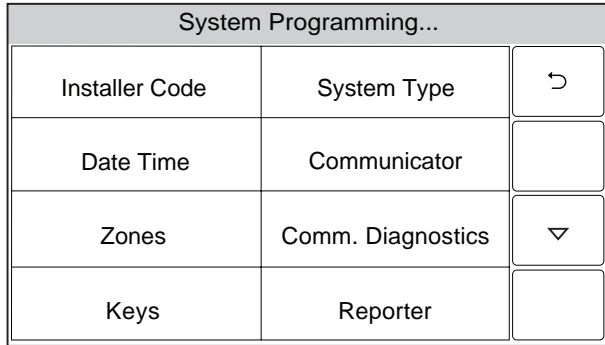 System Programming...
Installer Code
System Type
Date Time
Communicator
Zones
Comm. Diagnostics
Keys
Reporter